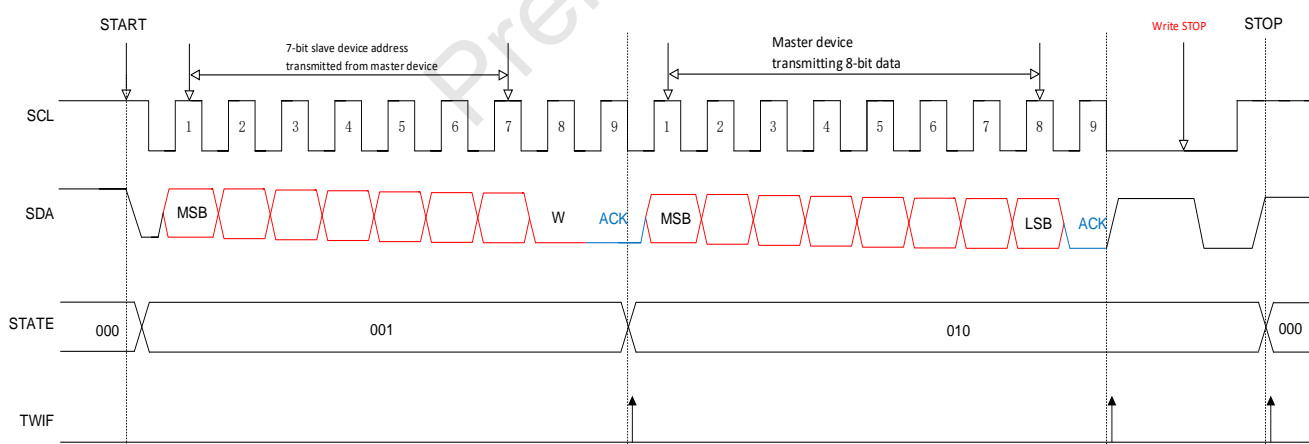 START
7-bit slave device address
transmitted from master device
Master device
transmitting 8-bit data
Write STOP
STOP
SCL
1 2 3 4 5 6 7 8 9 1 2 3 4 5 6 7 8 9
SDA
MSB W ACK MSB LSB ACK
STATE
000 001 010 000
TWIF